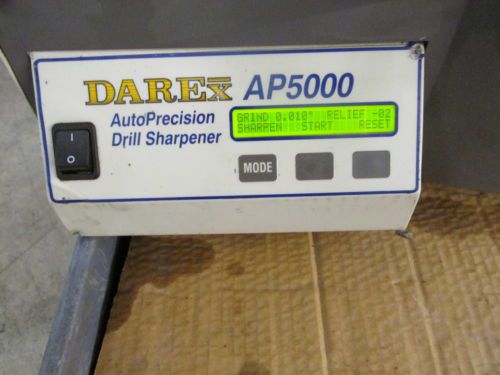 DAREX AP5000
AutoPrecision
Drill Sharpener
GRIND 0.010" RELIEF -02
SHARPEN START RESET
MODE
I
O